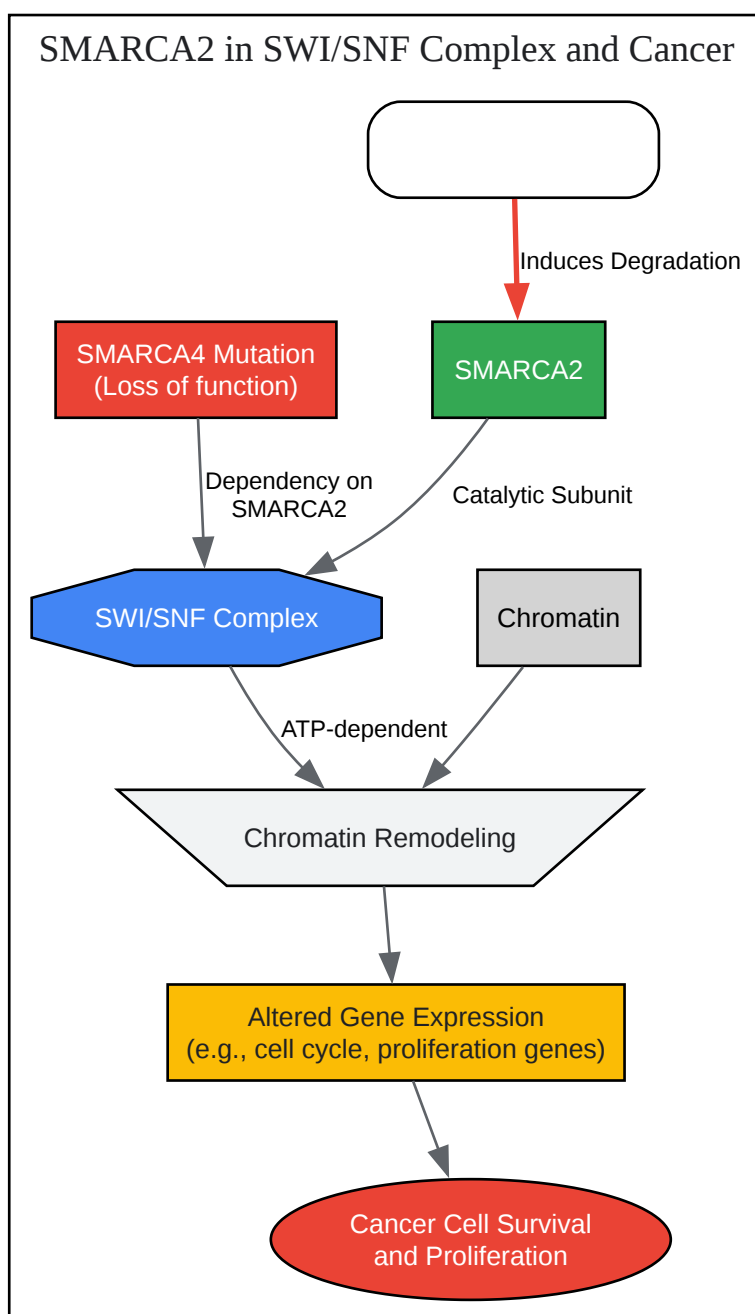 SMARCA2 in SWI/SNF Complex and Cancer
Induces Degradation
SMARCA4 Mutation
(Loss of function)
SMARCA2
Dependency on
SMARCA2
Catalytic Subunit
SWI/SNF Complex
Chromatin
ATP-dependent
Chromatin Remodeling
Altered Gene Expression
(e.g., cell cycle, proliferation genes)
Cancer Cell Survival
and Proliferation